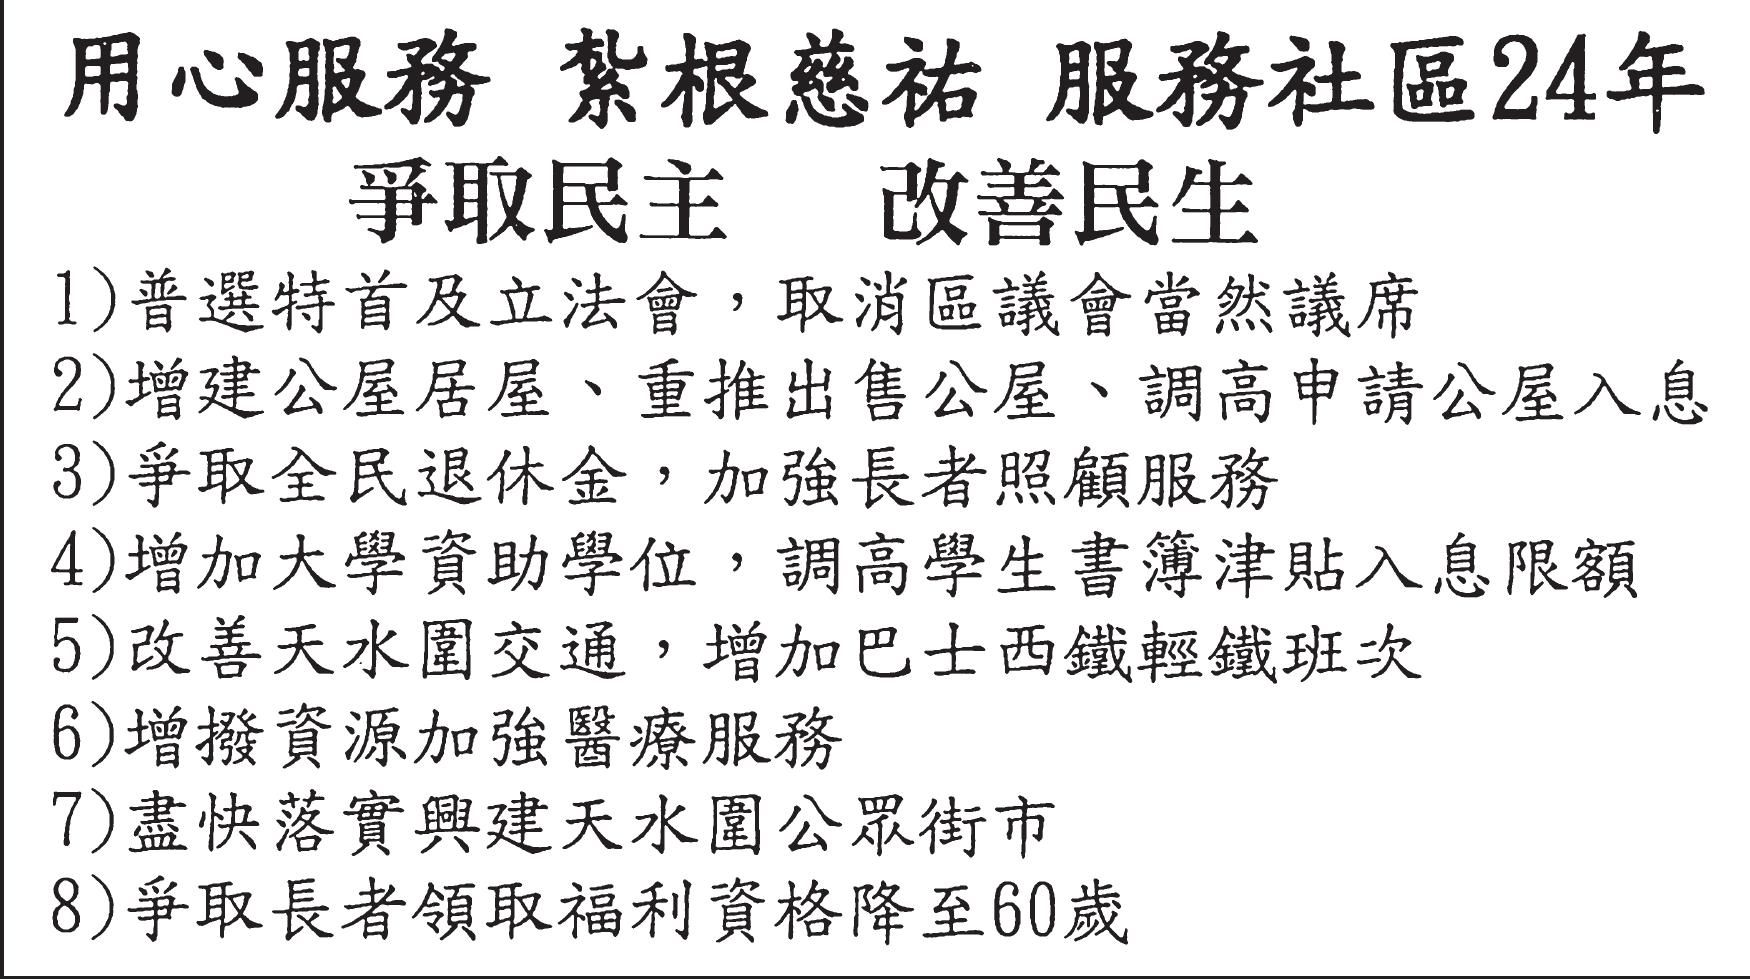 用心服務 紮根慈祐 服務社區24年
爭取民主 改善民生
1)普選特首及立法會，取消區議會當然議席
2)增建公屋居屋、重推出售公屋、調高申請公屋入息
3)爭取全民退休金，加強長者照顧服務
4)增加大學資助學位，調高學生書簿津貼入息限額
5)改善天水圍交通，增加巴士西鐵輕鐵班次
6)增撥資源加強醫療服務
7)盡快落實興建天水圍公眾街市
8)爭取長者領取福利資格降至60歲